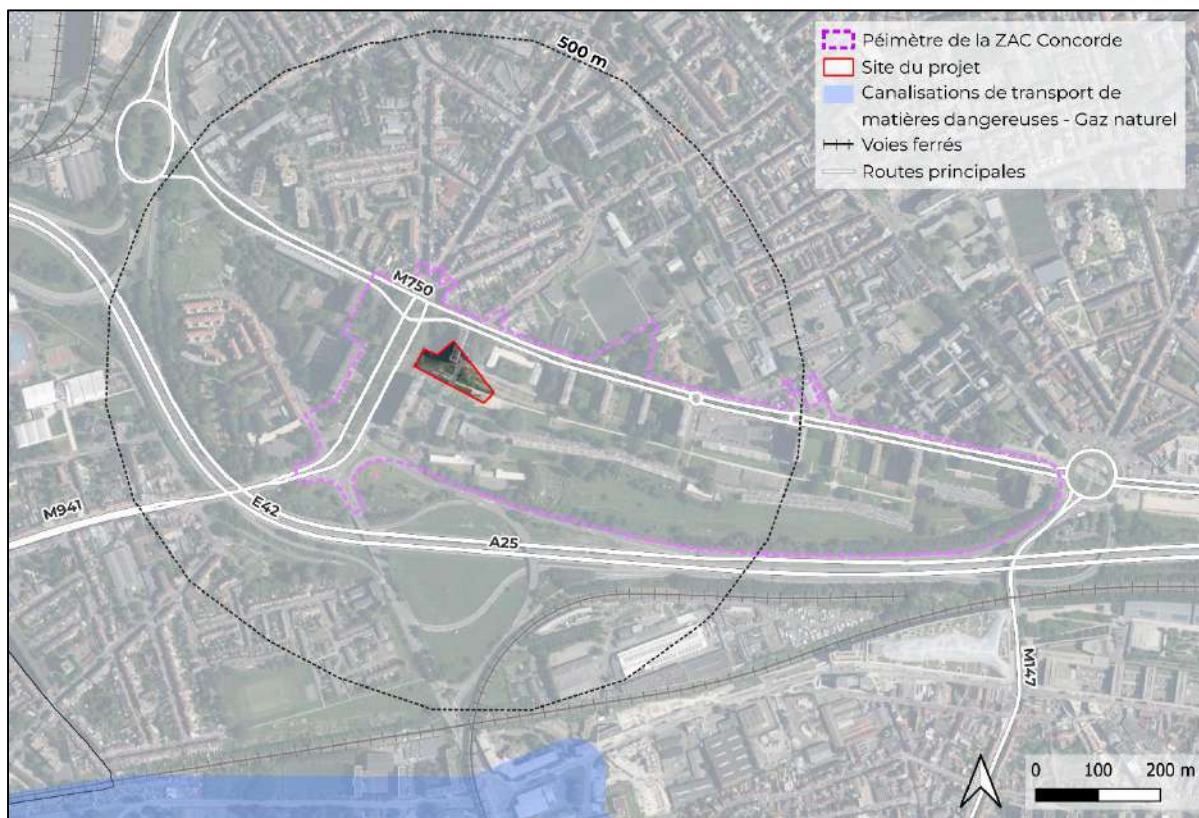 500 m
Péimètre de la ZAC Concorde
Site du projet
Canalisations de transport de
matières dangereuses - Gaz naturel
Voies ferrés
Routes principales
M750
M941
E42
A25
M147
0 100 200 m